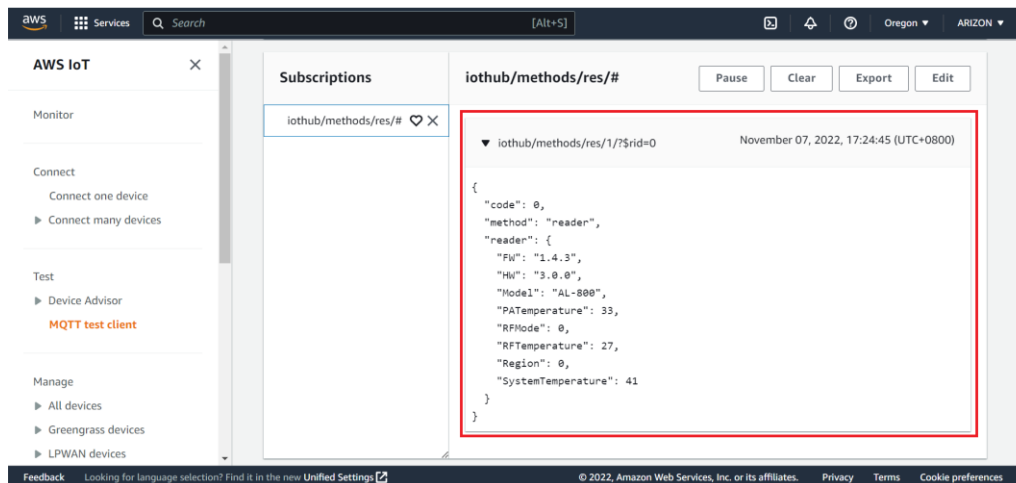 aws Services Search [Alt+S] Oregon ▼ ARIZON ▼
AWS IoT
Monitor
Connect
Connect one device
Connect many devices
Test
Device Advisor
MQTT test client
Manage
All devices
Greengrass devices
LPWAN devices
Subscriptions
iothub/methods/res/#
iothub/methods/res/#
Pause Clear Export Edit
iothub/methods/res/1/?$rid=0 November 07, 2022, 17:24:45 (UTC+0800)
{
"code": 0,
"method": "reader",
"reader": {
"FW": "1.4.3",
"HW": "3.0.0",
"Model": "AL-800",
"PATemperature": 33,
"RFMode": 0,
"RFTemperature": 27,
"Region": 0,
"SystemTemperature": 41
}
}
Feedback Looking for language selection? Find it in the new Unified Settings © 2022, Amazon Web Services, Inc. or its affiliates. Privacy Terms Cookie preferences